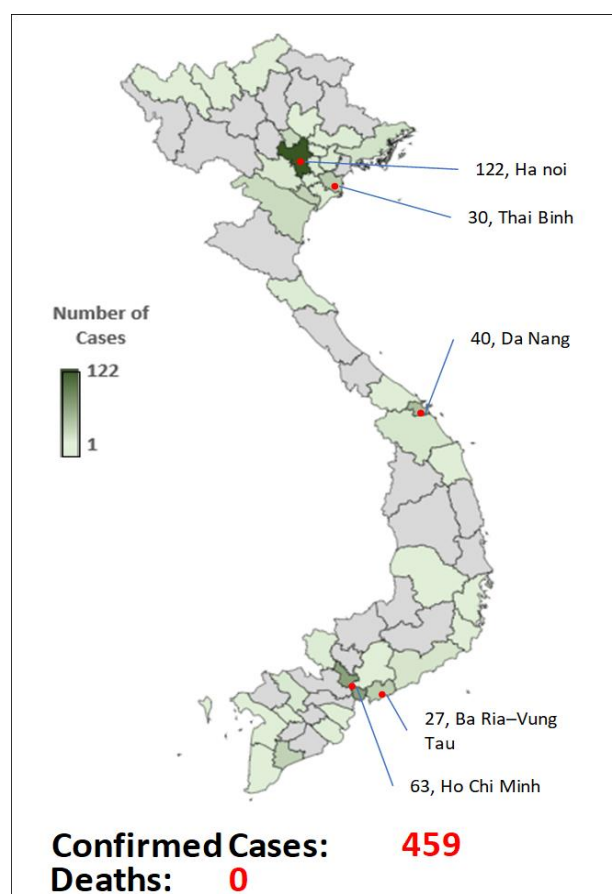 122, Ha noi
30, Thai Binh
40, Da Nang
Number of
Cases
122
1
27, Ba Ria–Vung
Tau
63, Ho Chi Minh
Confirmed Cases: 459
Deaths: 0